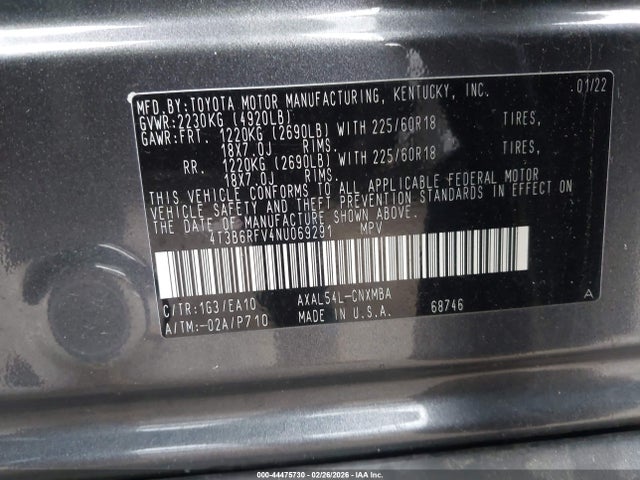 MFD.BY:TOYOTA MOTOR MANUFACTURING, KENTUCKY, INC. 01/22
GVWR:2230KG (4920LB)
GAWR:FRT. 1220KG (2690LB) WITH 225/60R18 TIRES,
18X7.0J RIMS.
RR. 1220KG (2690LB) WITH 225/60R18 TIRES,
18X7.0J RIMS.
THIS VEHICLE CONFORMS TO ALL APPLICABLE FEDERAL MOTOR
VEHICLE SAFETY AND THEFT PREVENTION STANDARDS IN EFFECT ON
THE DATE OF MANUFACTURE SHOWN ABOVE.
4T3B6RFV4NU069291 MPV
C/TR:1G3/EA10 AXAL54L-CNXMBA A
A/TM:-02A/P710 MADE IN U.S.A. 68746
000-44475730 - 02/26/2026 - IAA, Inc.